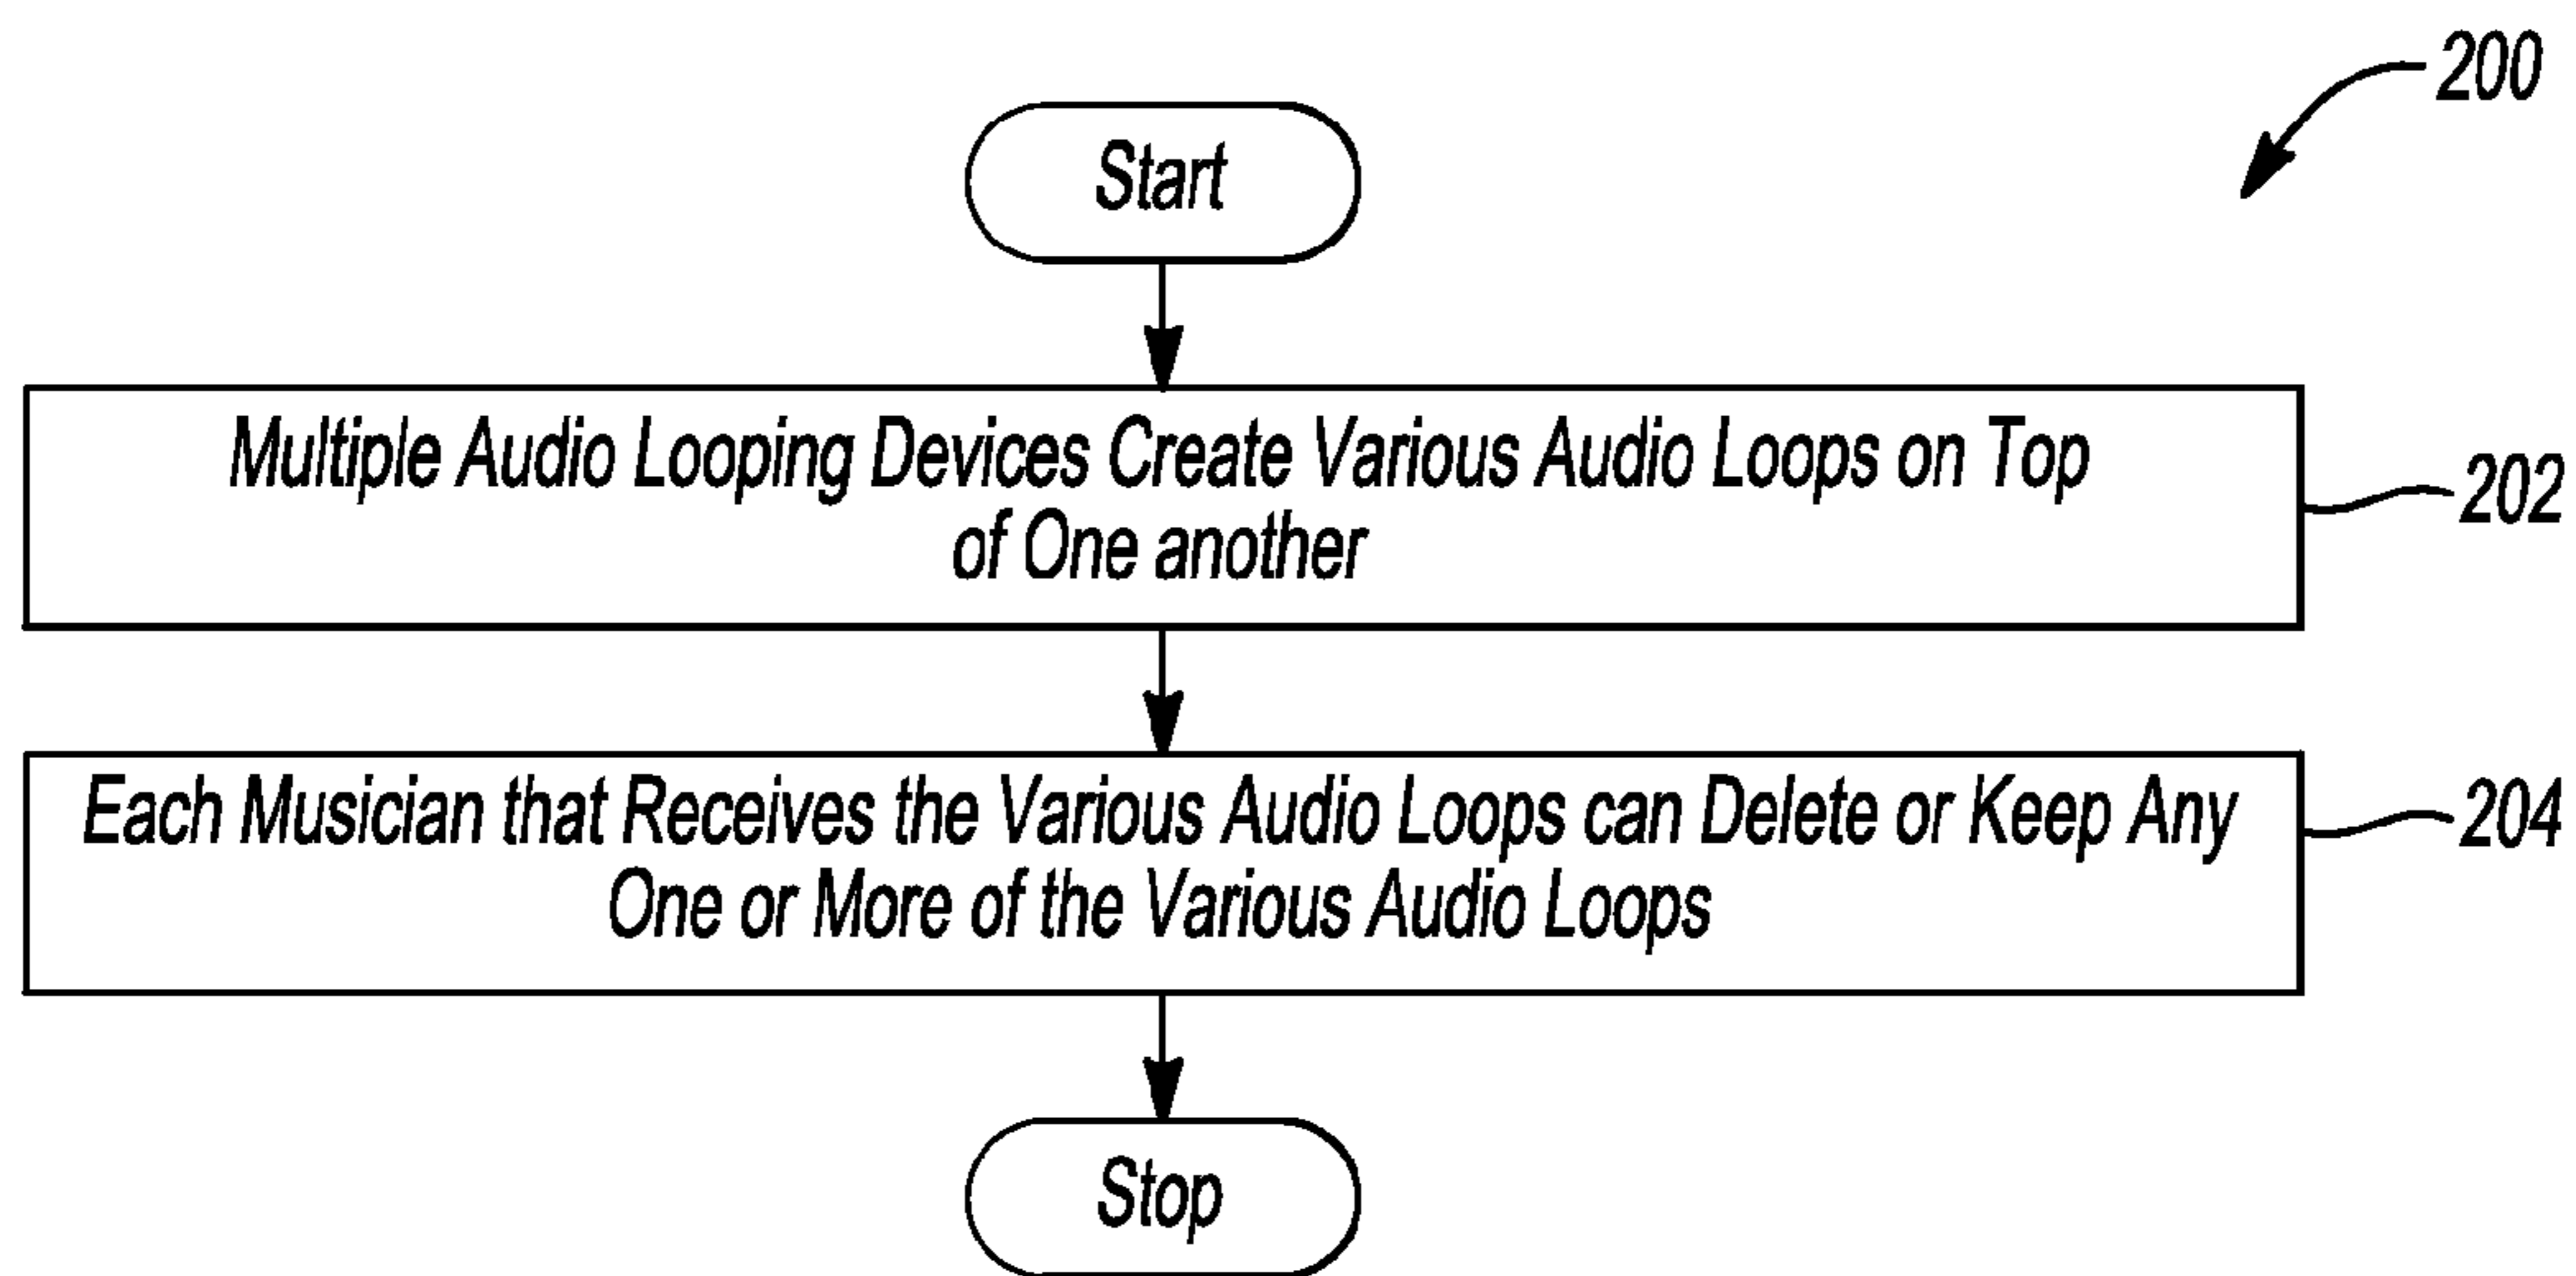 200
Start
Multiple Audio Looping Devices Create Various Audio Loops on Top
of One another
202
Each Musician that Receives the Various Audio Loops can Delete or Keep Any
One or More of the Various Audio Loops
204
Stop